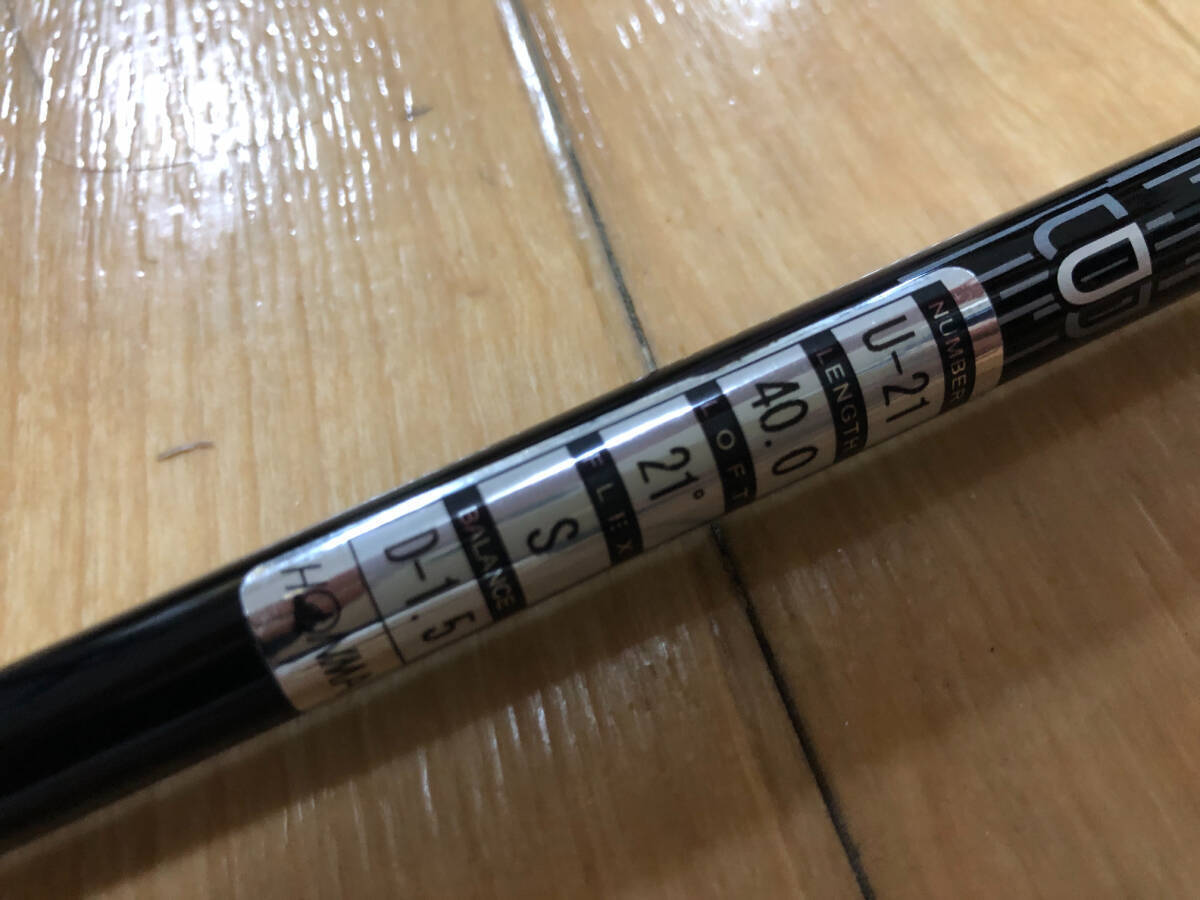 NUMBER
U-21
LENGTH
40.0
LOFT
21°
FLEX
S
BALANCE
D-1.5
HONMA